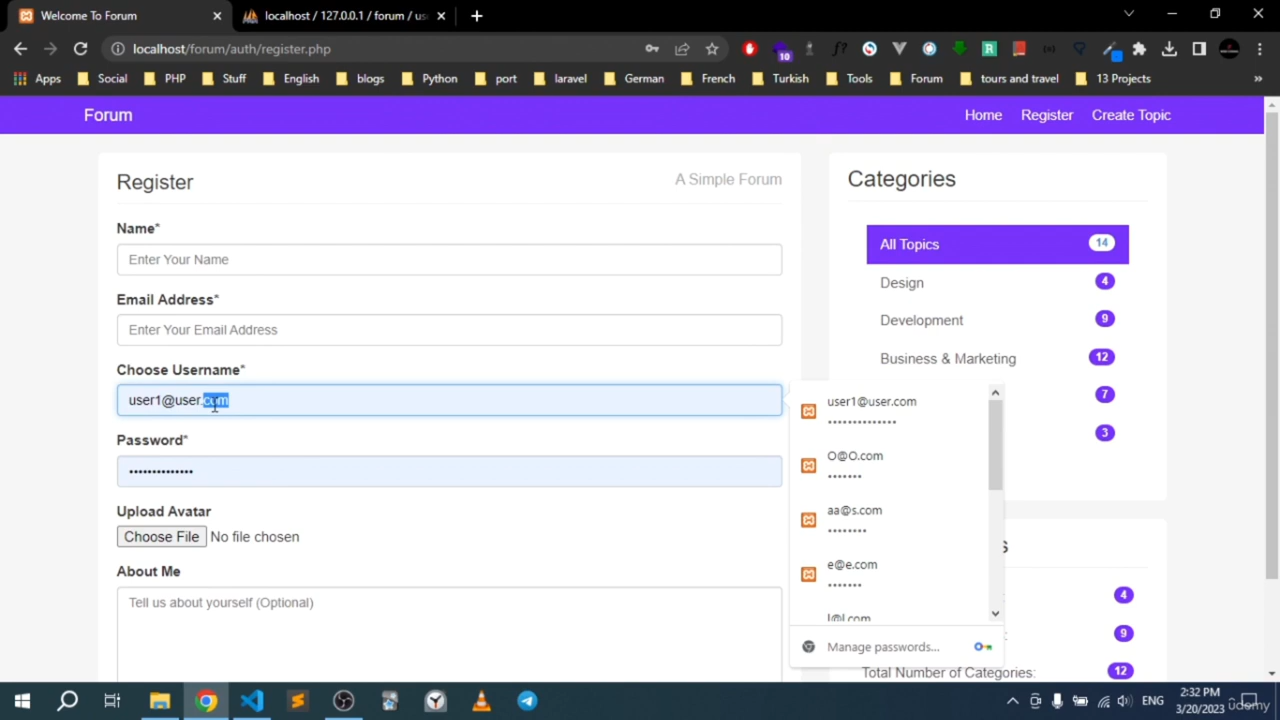 Welcome To Forum
localhost / 127.0.0.1 / forum / us
localhost/forum/auth/register.php
10
f?
R
Apps Social PHP Stuff English blogs Python port laravel German French Turkish Tools Forum tours and travel 13 Projects »
Forum
Home Register Create Topic
Register
A Simple Forum
Name*
Enter Your Name
Email Address*
Enter Your Email Address
Choose Username*
user1@user.com
Password*
••••••••••••••
Upload Avatar
Choose File No file chosen
About Me
Tell us about yourself (Optional)
Categories
All Topics 14
Design 4
Development 9
Business & Marketing 12
7
3
user1@user.com
••••••••••••••
O@O.com
•••••••
aa@s.com
••••••••
e@e.com
•••••••
l@l.com
Manage passwords...
s
4
9
Total Number of Categories: 12
ENG
2:32 PM
3/20/2023
udemy